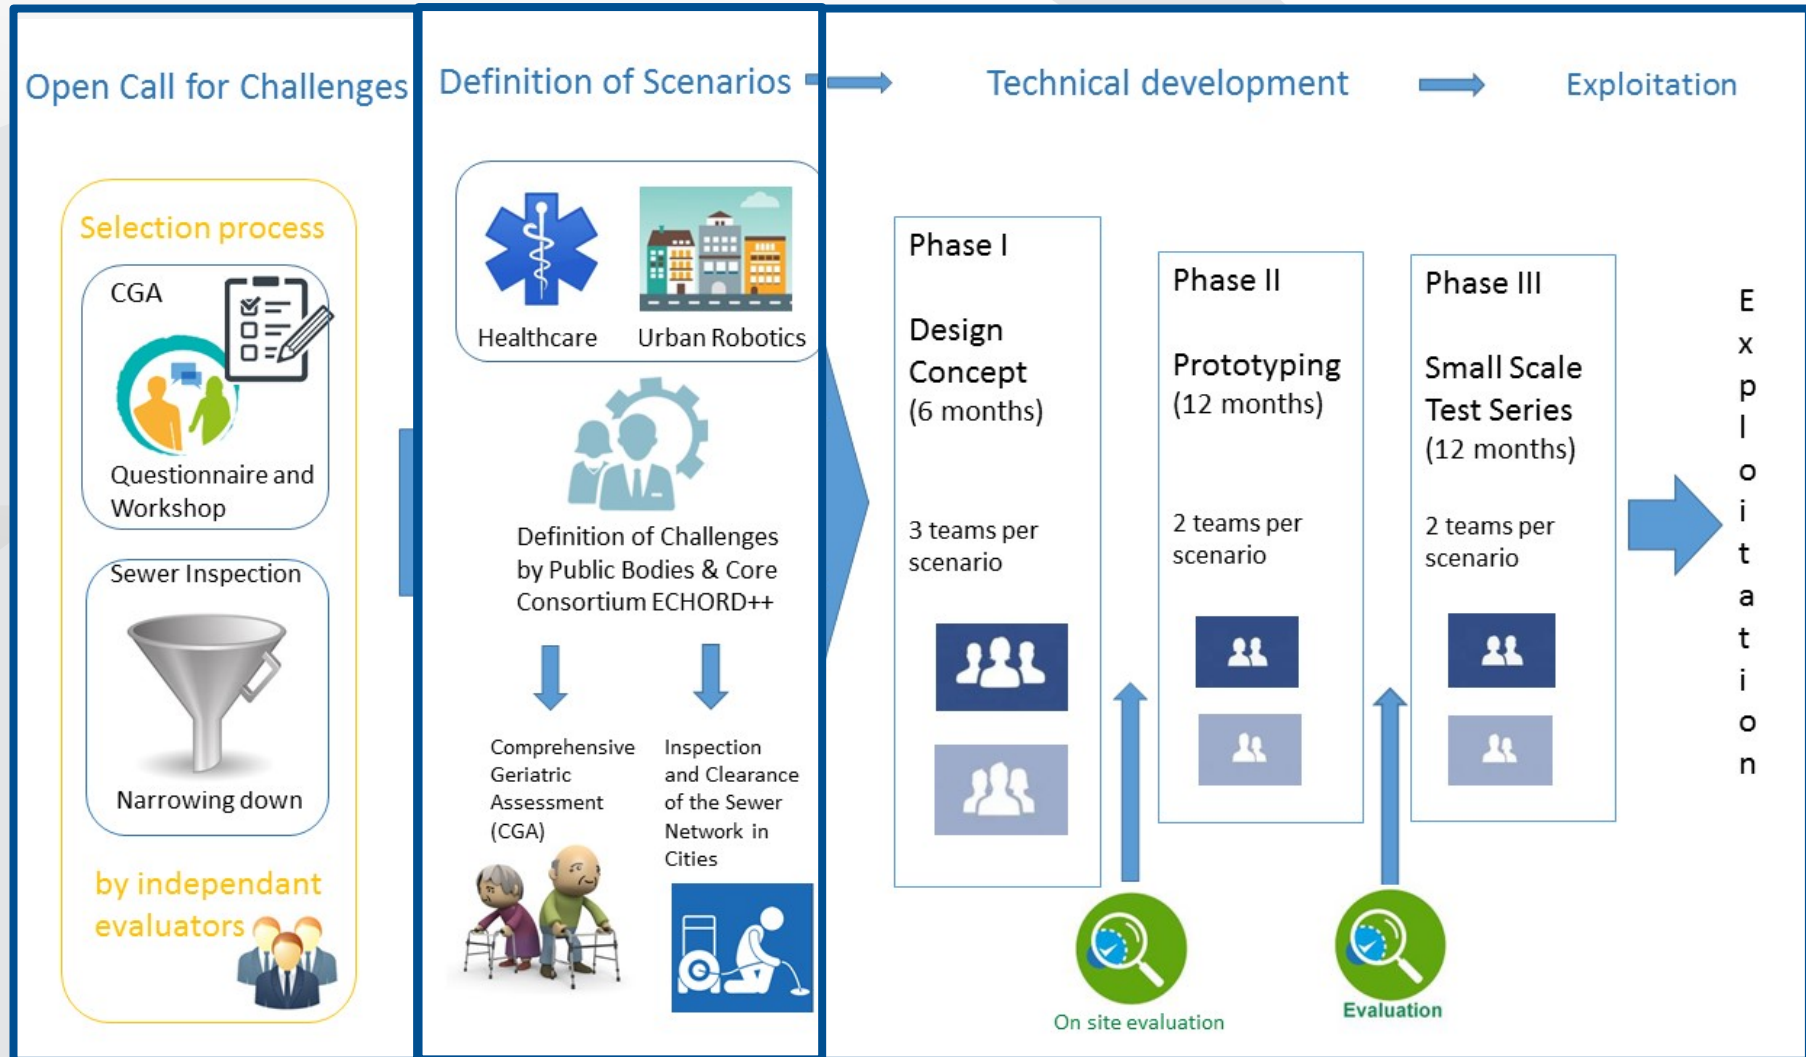 Open Call for Challenges
Selection process
CGA
Questionnaire and
Workshop
Sewer Inspection
Narrowing down
by independant
evaluators
Definition of Scenarios
Healthcare
Urban Robotics
Definition of Challenges
by Public Bodies & Core
Consortium ECHORD++
Comprehensive
Geriatric
Assessment
(CGA)
Inspection
and Clearance
of the Sewer
Network in
Cities
Technical development
Phase I
Design
Concept
(6 months)
3 teams per
scenario
On site evaluation
Phase II
Prototyping
(12 months)
2 teams per
scenario
Evaluation
Phase III
Small Scale
Test Series
(12 months)
2 teams per
scenario
Exploitation
Exploitation